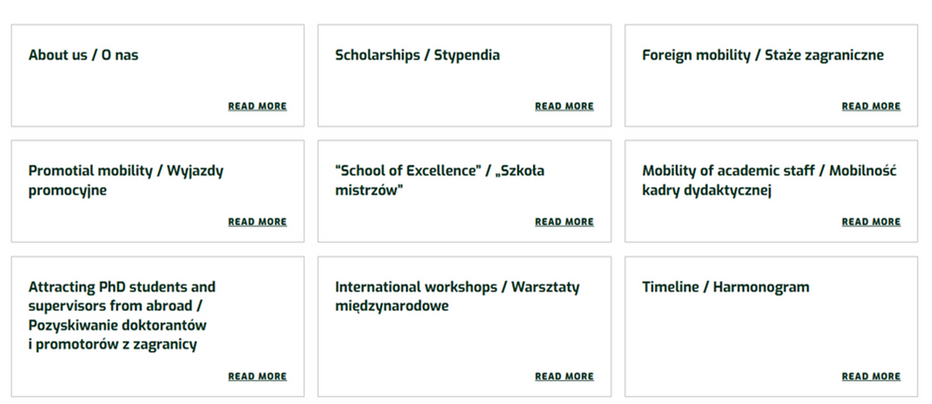 About us / O nas
READ MORE
Scholarships / Stypendia
READ MORE
Foreign mobility / Staże zagraniczne
READ MORE
Promotial mobility / Wyjazdy
promocyjne
READ MORE
"School of Excellence" / „Szkoła
mistrzów”
READ MORE
Mobility of academic staff / Mobilność
kadry dydaktycznej
READ MORE
Attracting PhD students and
supervisors from abroad /
Pozyskiwanie doktorantów
i promotorów z zagranicy
READ MORE
International workshops / Warsztaty
międzynarodowe
READ MORE
Timeline / Harmonogram
READ MORE